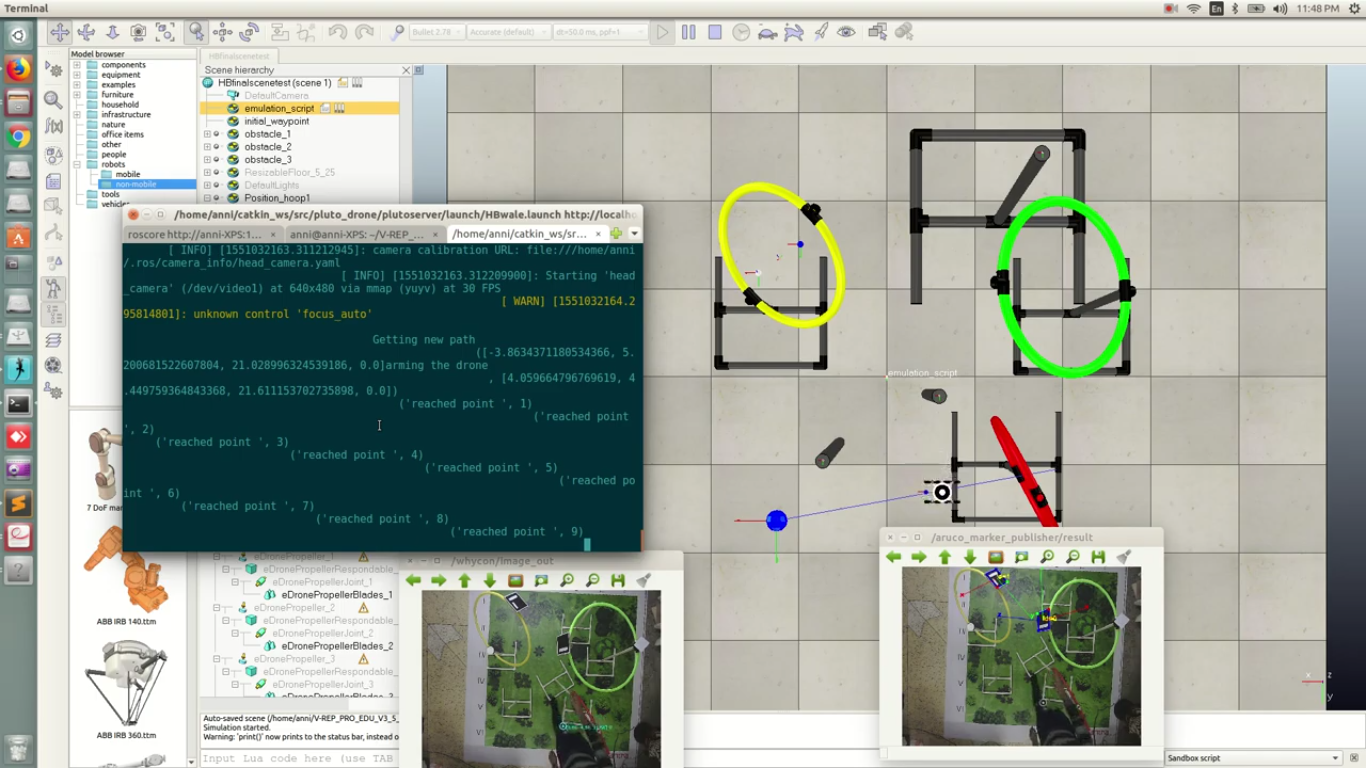 Terminal
En
11:48 PM
Bullet 2.78
Accurate (default)
dt=50.0 ms, ppf=1
Model browser
components
equipment
examples
furniture
household
infrastructure
nature
office items
other
people
robots
mobile
non-mobile
tools
vehicles
HBfinalscenetest
Scene hierarchy
HBfinalscenetest (scene 1)
DefaultCamera
emulation_script
initial_waypoint
obstacle_1
obstacle_2
obstacle_3
ResizableFloor_5_25
DefaultLights
Position_hoop1
/home/anni/catkin_ws/src/pluto_drone/plutoserver/launch/HBwale.launch http://localh
roscore http://anni-XPS:1...
anni@anni-XPS: ~/V-REP_...
/home/anni/catkin_ws/sr...
[ INFO] [1551032163.311212945]: camera calibration URL: file:///home/anni
/.ros/camera_info/head_camera.yaml
[ INFO] [1551032163.312209900]: Starting 'head
_camera' (/dev/video1) at 640x480 via mmap (yuyv) at 30 FPS
[ WARN] [1551032164.2
95814801]: unknown control 'focus_auto'
Getting new path
([-3.8634371180534366, 5.
200681522607804, 21.028996324539186, 0.0]arming the drone
, [4.059664796769619, 4
.449759364843368, 21.611153702735898, 0.0])
('reached point ', 1)
('reached point
', 2)
('reached point ', 3)
('reached point ', 4)
('reached point ', 5)
('reached po
int ', 6)
('reached point ', 7)
('reached point ', 8)
('reached point ', 9)
emulation_script
7 DoF man
ABB IRB 140.ttm
ABB IRB 360.ttm
eDronePropellerRespondable_
eDronePropellerJoint_1
eDronePropellerBlades_1
eDronePropeller_2
eDronePropellerRespondable_
eDronePropellerJoint_2
eDronePropellerBlades_2
eDronePropeller_3
eDronePropellerRespondable_
eDronePropellerJoint_3
eDronePropellerBlades_3
Auto-saved scene (/home/anni/V-REP_PRO_EDU_V3_5_
Simulation started.
Warning: 'print()' now prints to the status bar, instead o
Input Lua code here (use TAB
/whycon/image_out
/aruco_marker_publisher/result
x z
y
Sandbox script